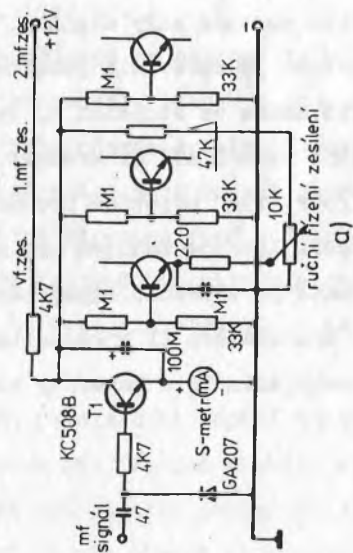 vf. zes.
1.mf.zes.
2.mf.zes.
+12V
4K7
KC508B
T₁
M1
M1
M1
100M
220
47K
mf
signál
47
4K7
S-metr
mA
+
-
GA207
33K
M1
33K
33K
10K
ruční řízení zesílení
a)